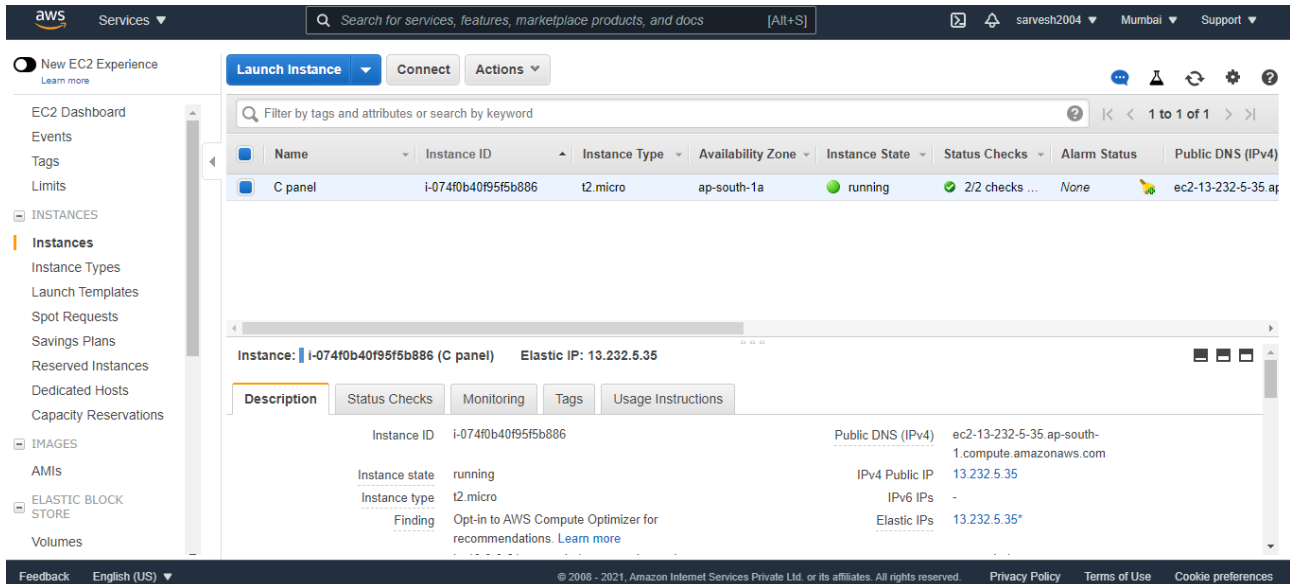 aws Services Search for services, features, marketplace products, and docs [Alt+S] sarvesh2004 Mumbai Support
New EC2 Experience
Learn more
EC2 Dashboard
Events
Tags
Limits
INSTANCES
Instances
Instance Types
Launch Templates
Spot Requests
Savings Plans
Reserved Instances
Dedicated Hosts
Capacity Reservations
IMAGES
AMIs
ELASTIC BLOCK
STORE
Volumes
Launch Instance Connect Actions
Filter by tags and attributes or search by keyword 1 to 1 of 1
Name Instance ID Instance Type Availability Zone Instance State Status Checks Alarm Status Public DNS (IPv4)
C panel i-074f0b40f95f5b886 t2.micro ap-south-1a running 2/2 checks ... None ec2-13-232-5-35.ap
Instance: i-074f0b40f95f5b886 (C panel) Elastic IP: 13.232.5.35
Description Status Checks Monitoring Tags Usage Instructions
Instance ID i-074f0b40f95f5b886
Instance state running
Instance type t2.micro
Finding Opt-in to AWS Compute Optimizer for
recommendations. Learn more
Public DNS (IPv4) ec2-13-232-5-35.ap-south-
1.compute.amazonaws.com
IPv4 Public IP 13.232.5.35
IPv6 IPs -
Elastic IPs 13.232.5.35*
Feedback English (US) © 2008 - 2021, Amazon Internet Services Private Ltd. or its affiliates. All rights reserved. Privacy Policy Terms of Use Cookie preferences